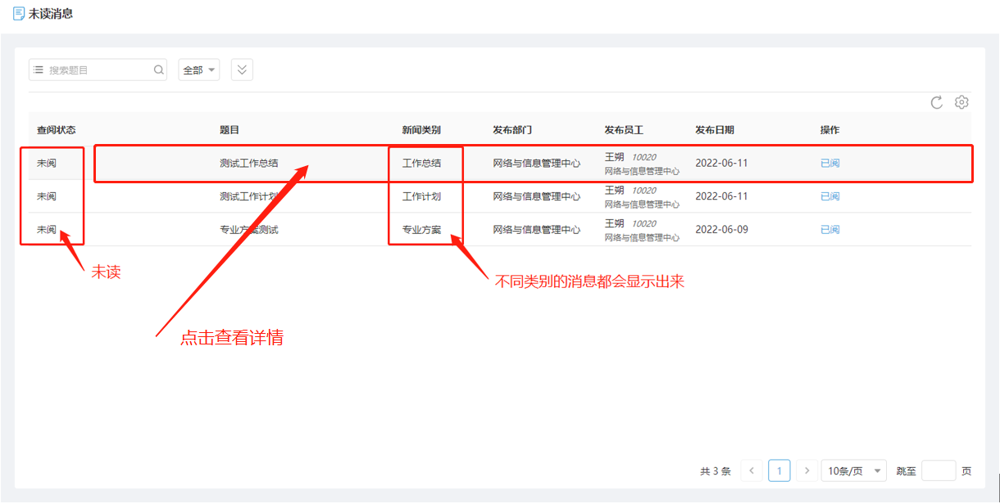 未读消息
搜索题目 全部
查阅状态 题目 新闻类别 发布部门 发布员工 发布日期 操作
未阅 测试工作总结 工作总结 网络与信息管理中心 王朔 10020 2022-06-11 已阅
网络与信息管理中心
未阅 测试工作计划 工作计划 网络与信息管理中心 王朔 10020 2022-06-11 已阅
网络与信息管理中心
未阅 专业方案测试 专业方案 网络与信息管理中心 王朔 10020 2022-06-09 已阅
网络与信息管理中心
未读
不同类别的消息都会显示出来
点击查看详情
共 3 条 < 1 > 10条/页 跳至 页